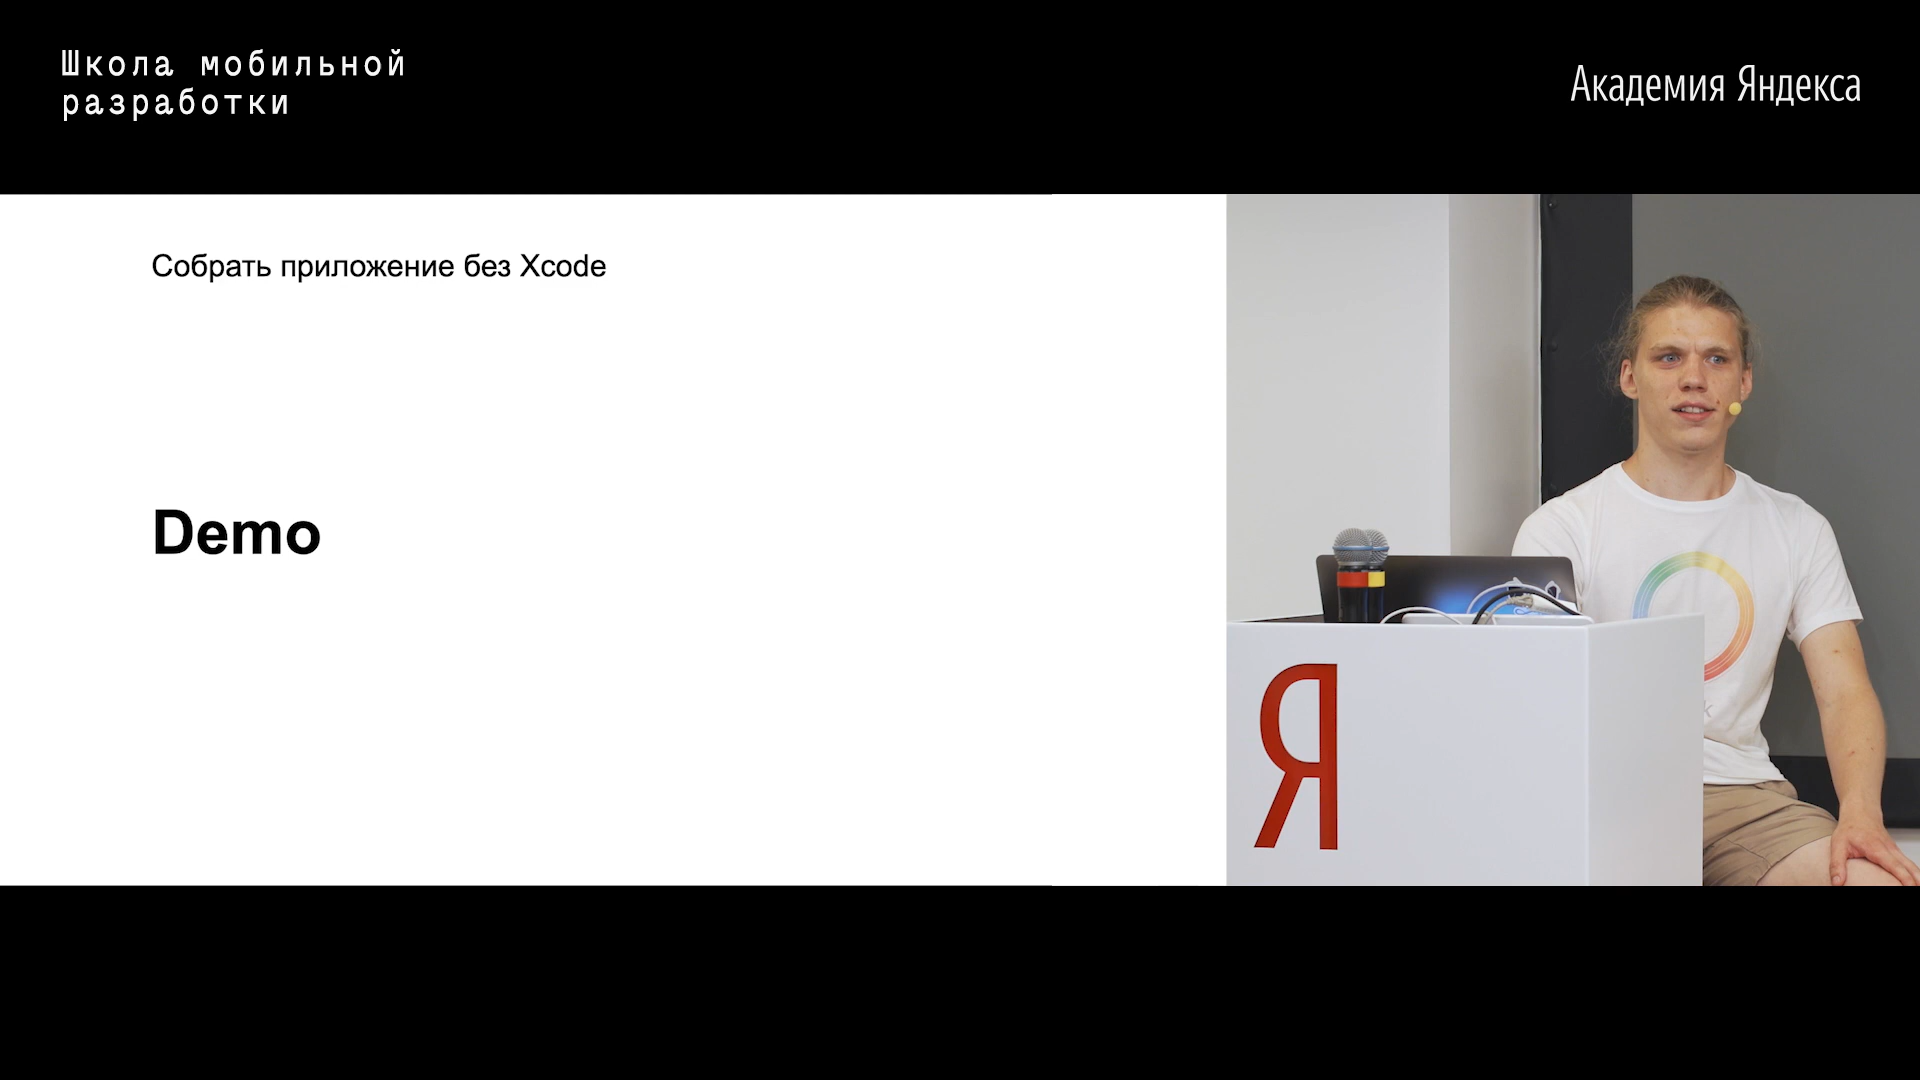 Школа мобильной
разработки
Академия Яндекса
Собрать приложение без Xcode
Demo
Я